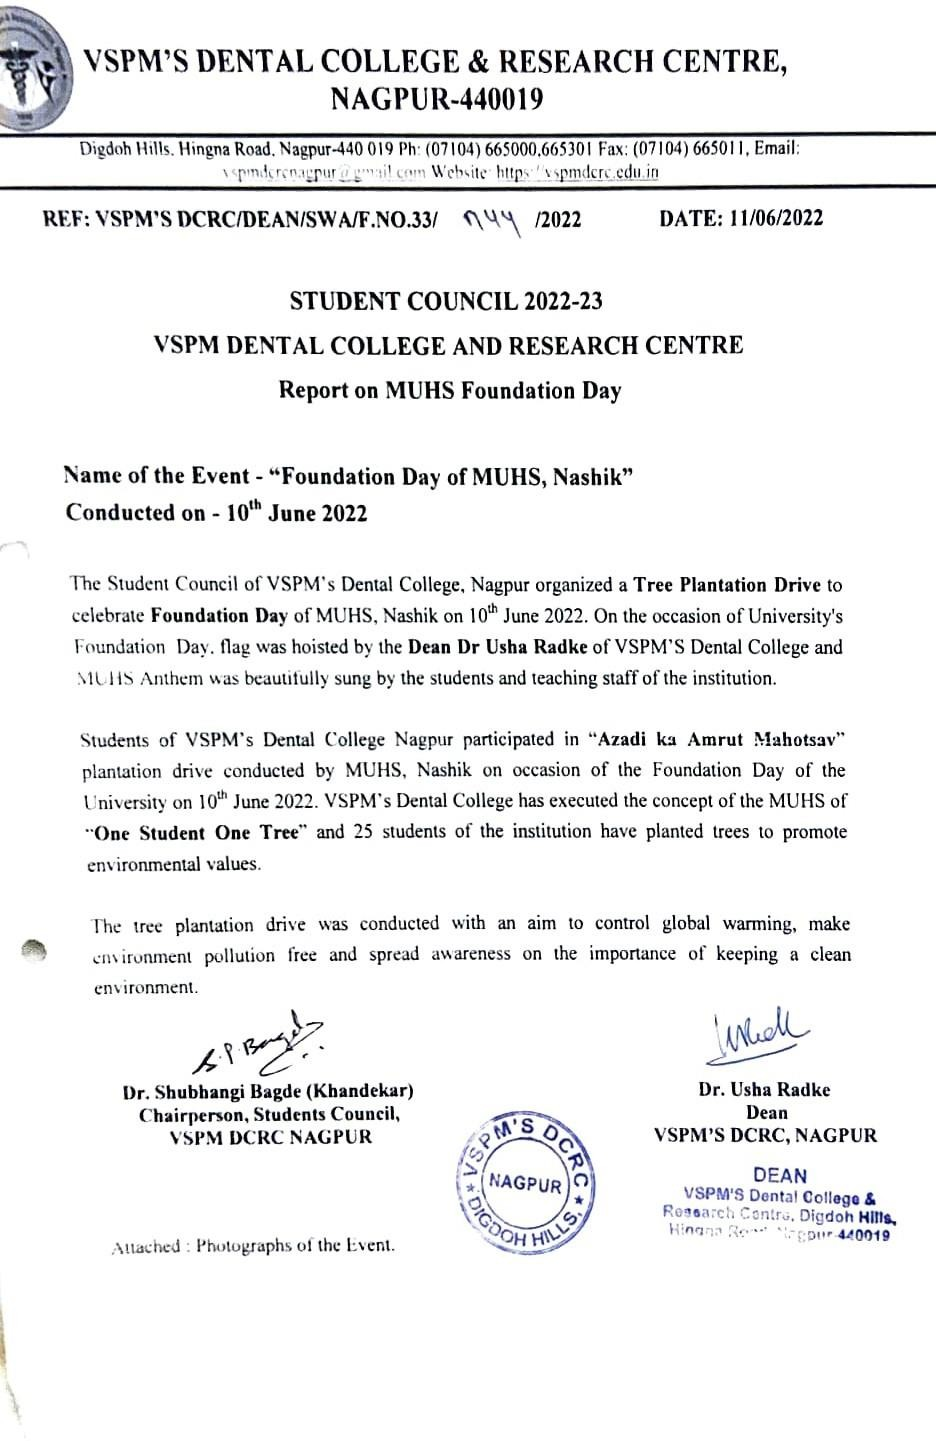 VSPM'S DENTAL COLLEGE & RESEARCH CENTRE,
NAGPUR-440019
Digdoh Hills. Hingna Road. Nagpur-440 019 Ph: (07104) 665000,665301 Fax: (07104) 665011, Email:
vspmdcrcnagpur@gmail.com Website: https://vspmdcrc.edu.in
REF: VSPM'S DCRC/DEAN/SWA/F.NO.33/ /2022 DATE: 11/06/2022
STUDENT COUNCIL 2022-23
VSPM DENTAL COLLEGE AND RESEARCH CENTRE
Report on MUHS Foundation Day
Name of the Event - “Foundation Day of MUHS, Nashik”
Conducted on - 10th June 2022
The Student Council of VSPM's Dental College, Nagpur organized a Tree Plantation Drive to
celebrate Foundation Day of MUHS, Nashik on 10th June 2022. On the occasion of University's
Foundation Day. flag was hoisted by the Dean Dr Usha Radke of VSPM'S Dental College and
MUHS Anthem was beautifully sung by the students and teaching staff of the institution.
Students of VSPM's Dental College Nagpur participated in “Azadi ka Amrut Mahotsav”
plantation drive conducted by MUHS, Nashik on occasion of the Foundation Day of the
University on 10th June 2022. VSPM's Dental College has executed the concept of the MUHS of
“One Student One Tree” and 25 students of the institution have planted trees to promote
environmental values.
The tree plantation drive was conducted with an aim to control global warming, make
environment pollution free and spread awareness on the importance of keeping a clean
environment.
S.P. Bagde
Dr. Shubhangi Bagde (Khandekar)
Chairperson, Students Council,
VSPM DCRC NAGPUR
Dr. Usha Radke
Dean
VSPM'S DCRC, NAGPUR
VSPM'S DCRC
NAGPUR
DIGDOH HILLS,
DEAN
VSPM'S Dental College &
Research Centre, Digdoh Hills,
Hingna Road Nagpur-440019
Attached : Photographs of the Event.